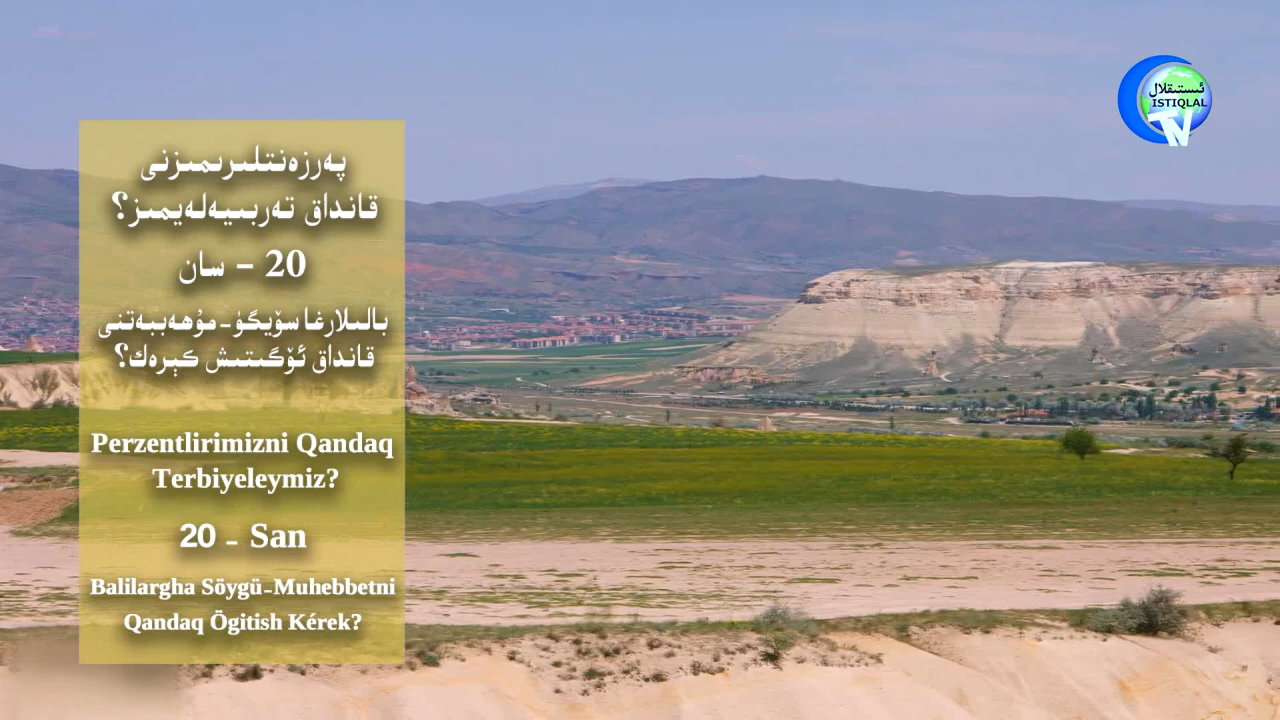 پەرزەنتلىرىمىزنى
قانداق تەربىيەلەيمىز؟
20 - سان
بالىلارغا سۆيگۈ-مۇھەببەتنى
قانداق ئۆگىتىش كېرەك؟
Perzentlirimizni Qandaq
Terbiyeleymiz?
20 - San
Balilargha Söygü-Muhebbetni
Qandaq Ögitish Kérek?
ئىستىقلال
ISTIQLAL
TV